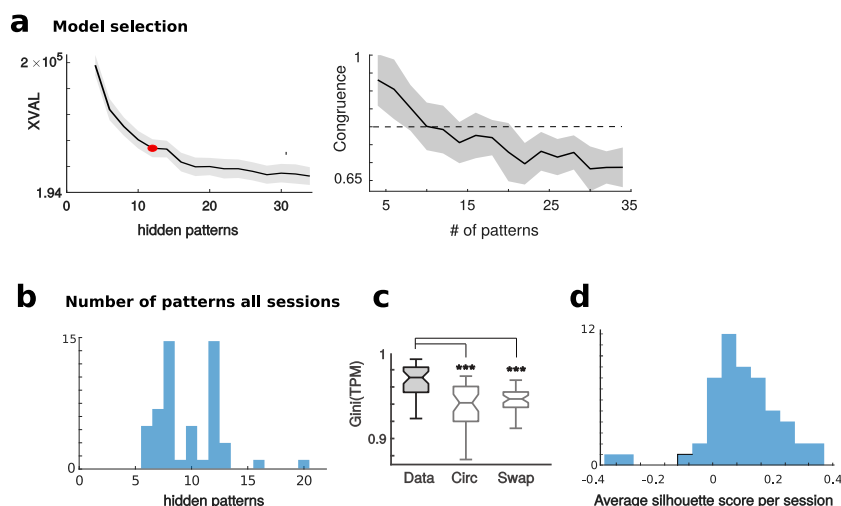 a Model selection
2 ×10⁵
XVAL
1.94
0 10 20 30
hidden patterns
1
Congruence
0.65
5 15 25 35
# of patterns
b Number of patterns all sessions
15
0
0 5 10 15 20
hidden patterns
c
1
Gini(TPM)
0.9
*** ***
Data Circ Swap
d
12
0
-0.4 -0.2 0 0.2 0.4
Average silhouette score per session